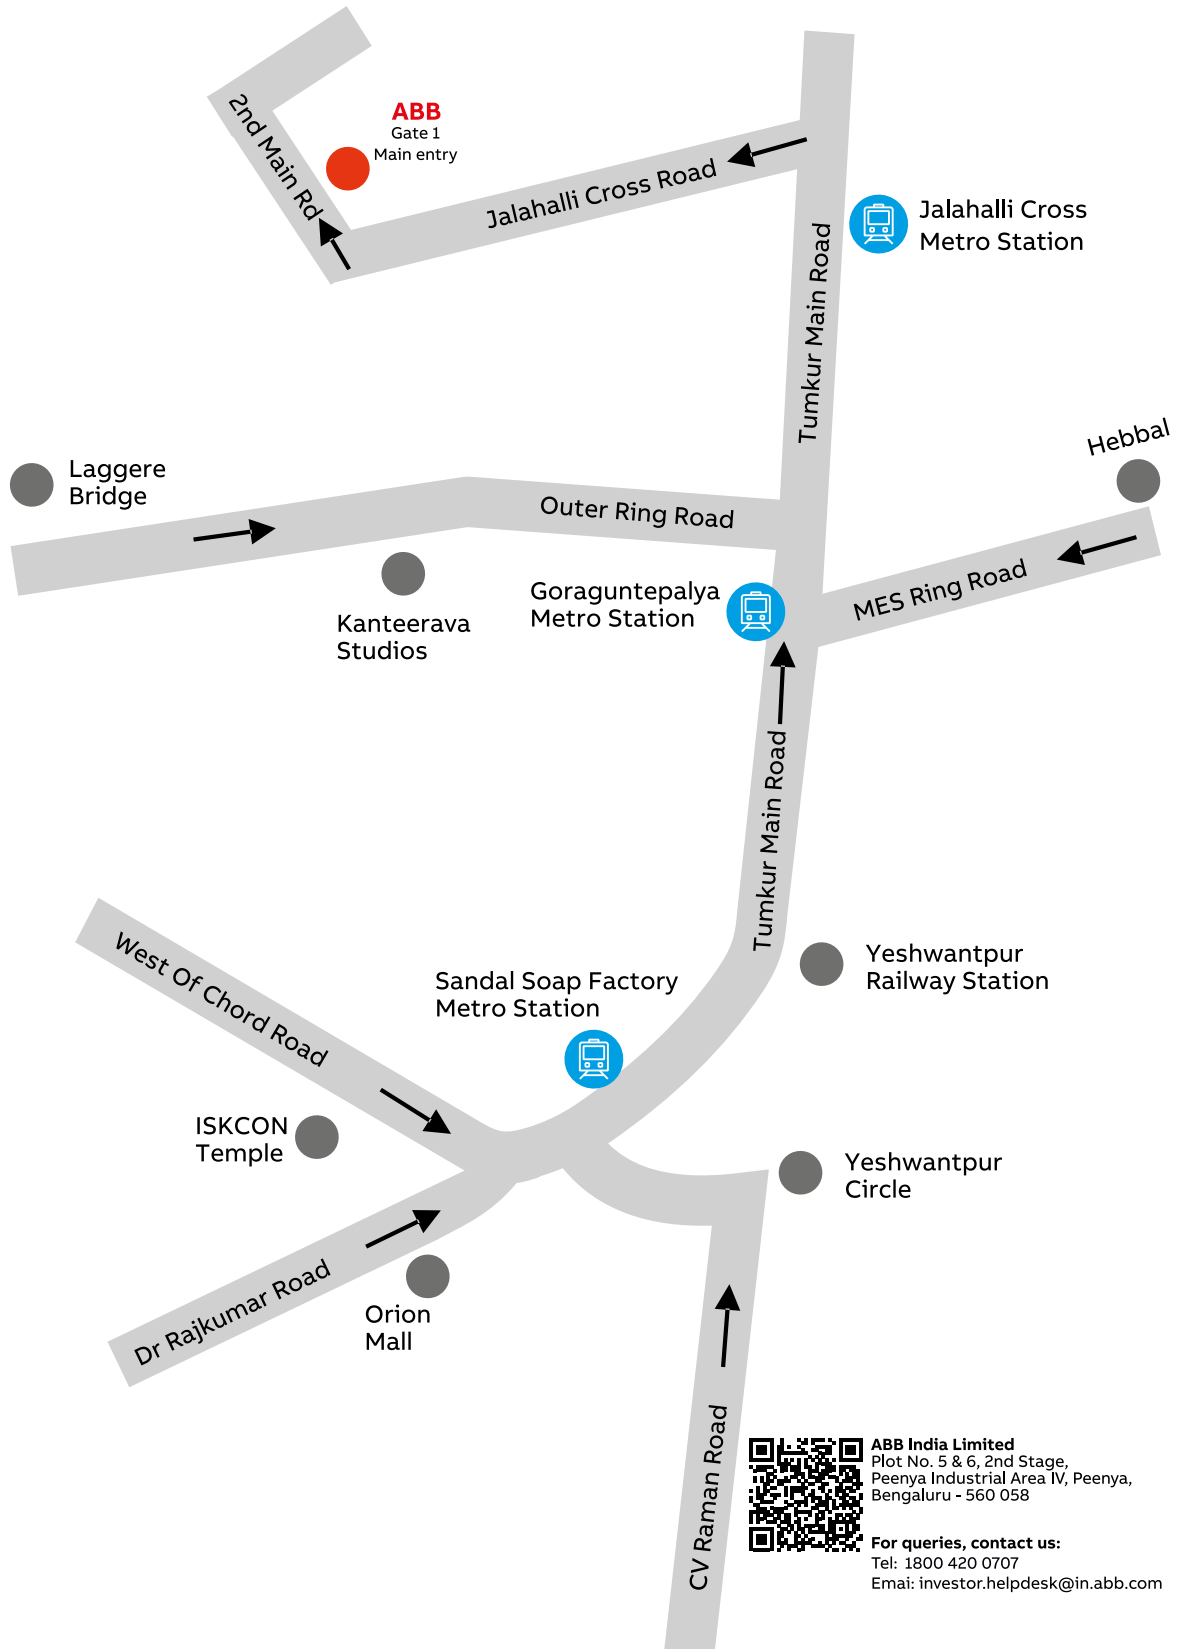 ABB
Gate 1
Main entry
2nd Main Rd
Jalahalli Cross Road
Jalahalli Cross
Metro Station
Tumkur Main Road
Hebbal
Laggere
Bridge
Outer Ring Road
MES Ring Road
Goraguntepalya
Metro Station
Kanteerava
Studios
Tumkur Main Road
West Of Chord Road
Yeshwantpur
Railway Station
Sandal Soap Factory
Metro Station
ISKCON
Temple
Yeshwantpur
Circle
Dr Rajkumar Road
Orion
Mall
CV Raman Road
ABB India Limited
Plot No. 5 & 6, 2nd Stage,
Peenya Industrial Area IV, Peenya,
Bengaluru - 560 058
For queries, contact us:
Tel: 1800 420 0707
Emai: investor.helpdesk@in.abb.com